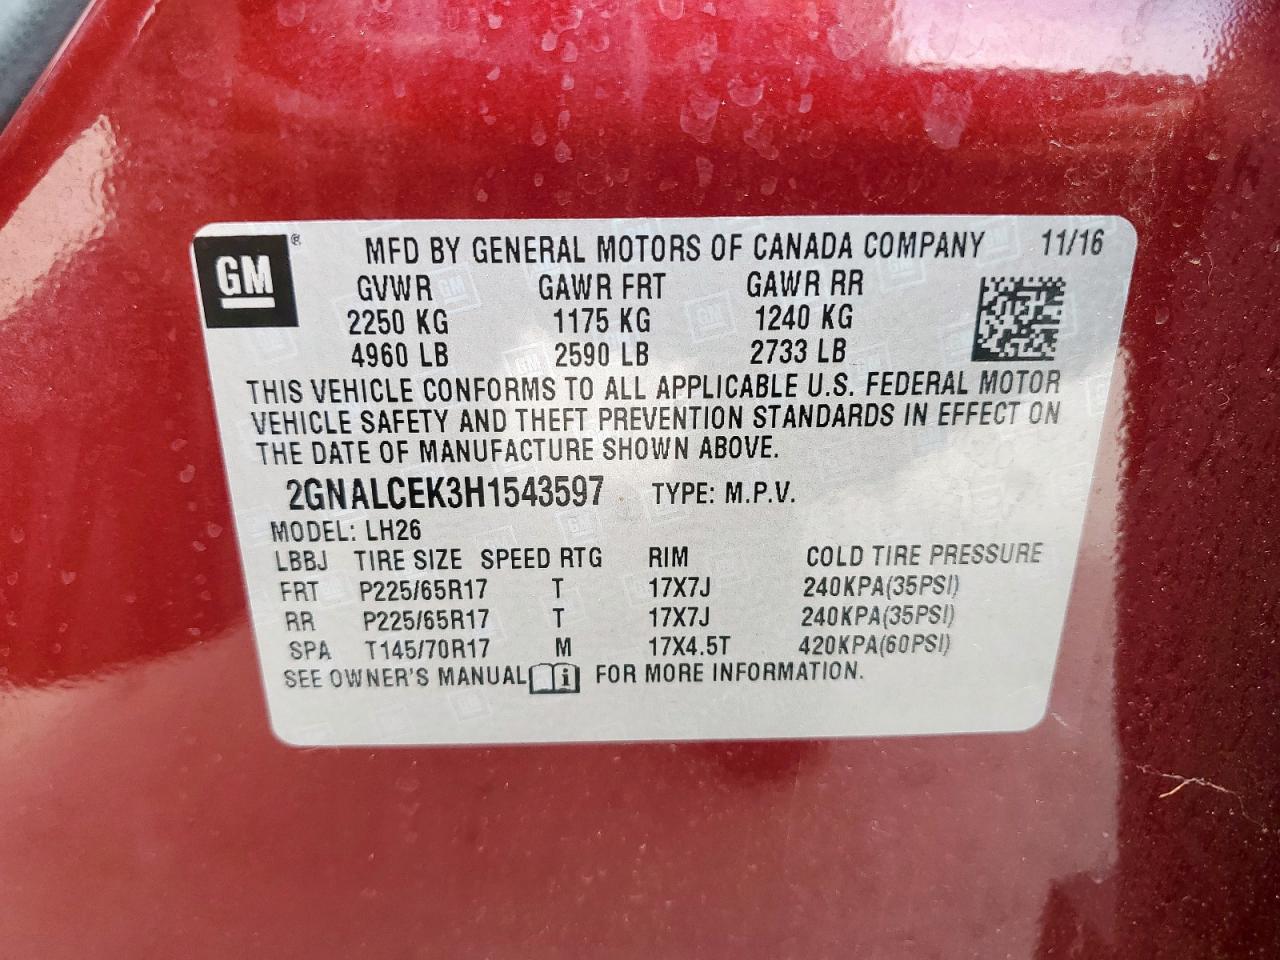 GM ® MFD BY GENERAL MOTORS OF CANADA COMPANY 11/16
GVWR GAWR FRT GAWR RR
2250 KG 1175 KG 1240 KG
4960 LB 2590 LB 2733 LB
THIS VEHICLE CONFORMS TO ALL APPLICABLE U.S. FEDERAL MOTOR
VEHICLE SAFETY AND THEFT PREVENTION STANDARDS IN EFFECT ON
THE DATE OF MANUFACTURE SHOWN ABOVE.
2GNALCEK3H1543597 TYPE: M.P.V.
MODEL: LH26
LBBJ TIRE SIZE SPEED RTG RIM COLD TIRE PRESSURE
FRT P225/65R17 T 17X7J 240KPA(35PSI)
RR P225/65R17 T 17X7J 240KPA(35PSI)
SPA T145/70R17 M 17X4.5T 420KPA(60PSI)
SEE OWNER'S MANUAL i FOR MORE INFORMATION.